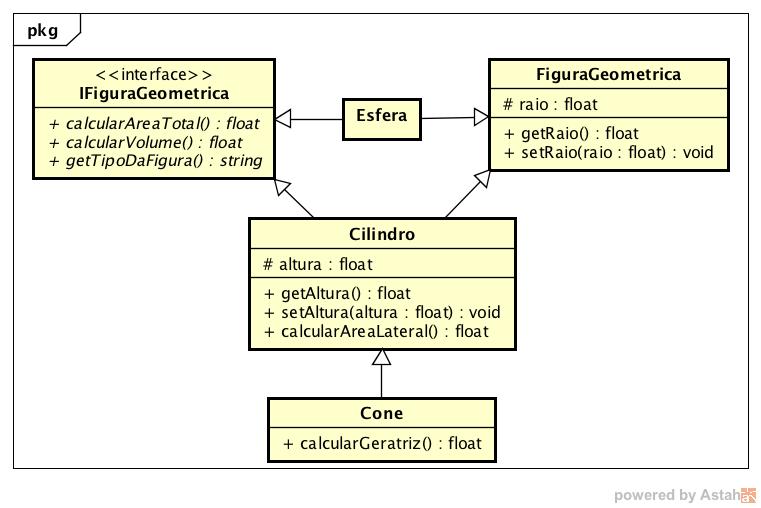 pkg
<<interface>>
IFiguraGeometrica
+ calcularAreaTotal() : float
+ calcularVolume() : float
+ getTipoDaFigura() : string
Esfera
FiguraGeometrica
# raio : float
+ getRaio() : float
+ setRaio(raio : float) : void
Cilindro
# altura : float
+ getAltura() : float
+ setAltura(altura : float) : void
+ calcularAreaLateral() : float
Cone
+ calcularGeratriz() : float
powered by Astah